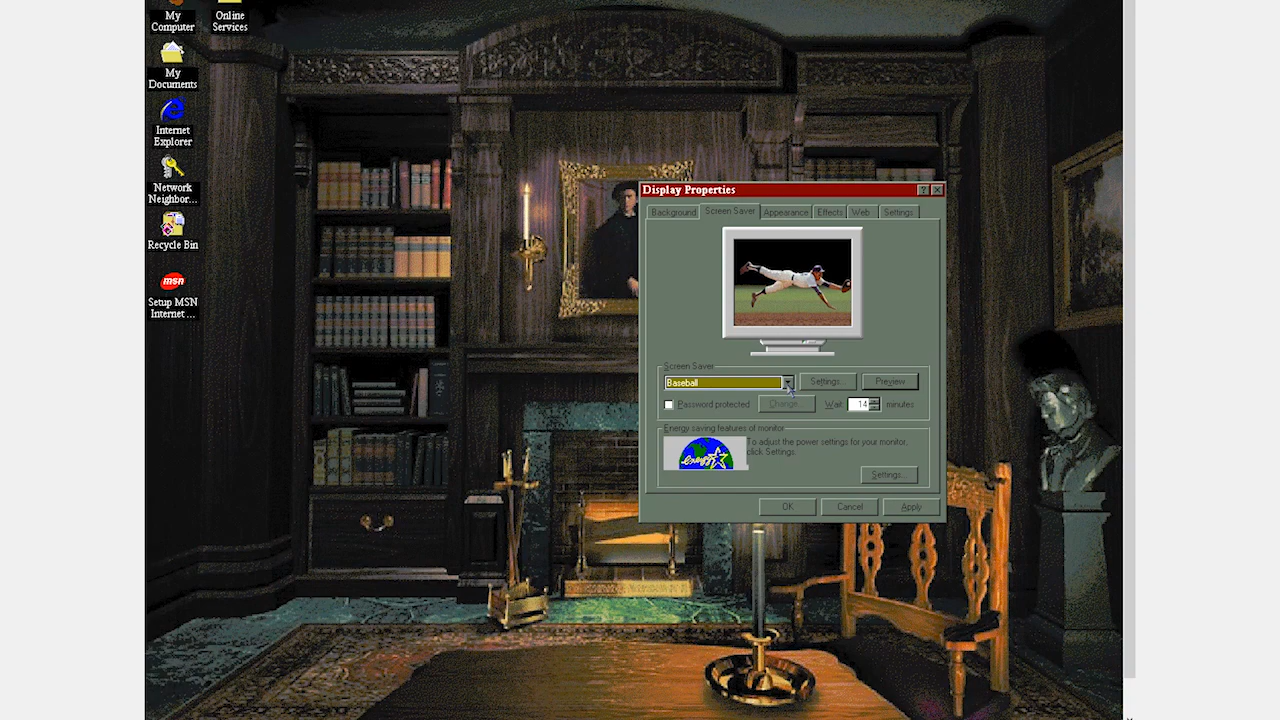 My
Computer
Online
Services
My
Documents
Internet
Explorer
Network
Neighbor...
Recycle Bin
msn
Setup MSN
Internet ...
Display Properties
Background
Screen Saver
Appearance
Effects
Web
Settings
Screen Saver
Baseball
Settings...
Preview
Password protected
Change...
Wait:
14
minutes
Energy saving features of monitor
To adjust the power settings for your monitor,
click Settings.
energy
Settings...
OK
Cancel
Apply